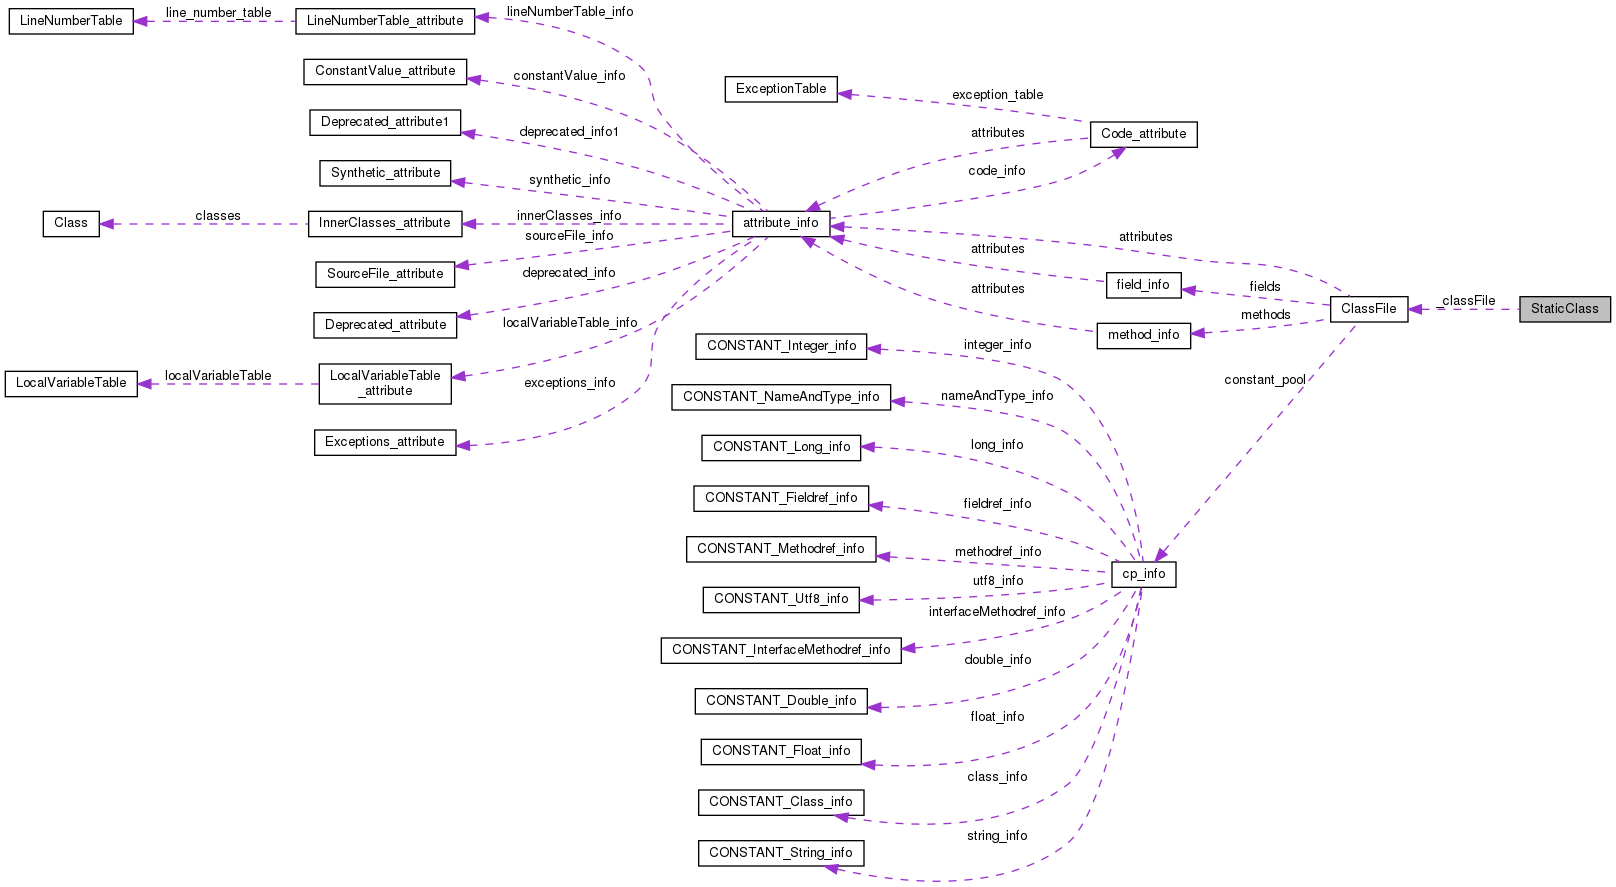 LineNumberTable
line_number_table
LineNumberTable_attribute
lineNumberTable_info
ConstantValue_attribute
constantValue_info
ExceptionTable
exception_table
Deprecated_attribute1
deprecated_info1
attributes
Code_attribute
Synthetic_attribute
synthetic_info
code_info
Class
classes
InnerClasses_attribute
innerClasses_info
attribute_info
attributes
sourceFile_info
SourceFile_attribute
deprecated_info
attributes
field_info
fields
attributes
methods
method_info
ClassFile
_classFile
StaticClass
Deprecated_attribute
localVariableTable_info
LocalVariableTable
localVariableTable
LocalVariableTable
_attribute
exceptions_info
Exceptions_attribute
constant_pool
CONSTANT_Integer_info
integer_info
CONSTANT_NameAndType_info
nameAndType_info
CONSTANT_Long_info
long_info
CONSTANT_Fieldref_info
fieldref_info
CONSTANT_Methodref_info
methodref_info
cp_info
CONSTANT_Utf8_info
utf8_info
interfaceMethodref_info
CONSTANT_InterfaceMethodref_info
double_info
CONSTANT_Double_info
float_info
CONSTANT_Float_info
class_info
CONSTANT_Class_info
string_info
CONSTANT_String_info